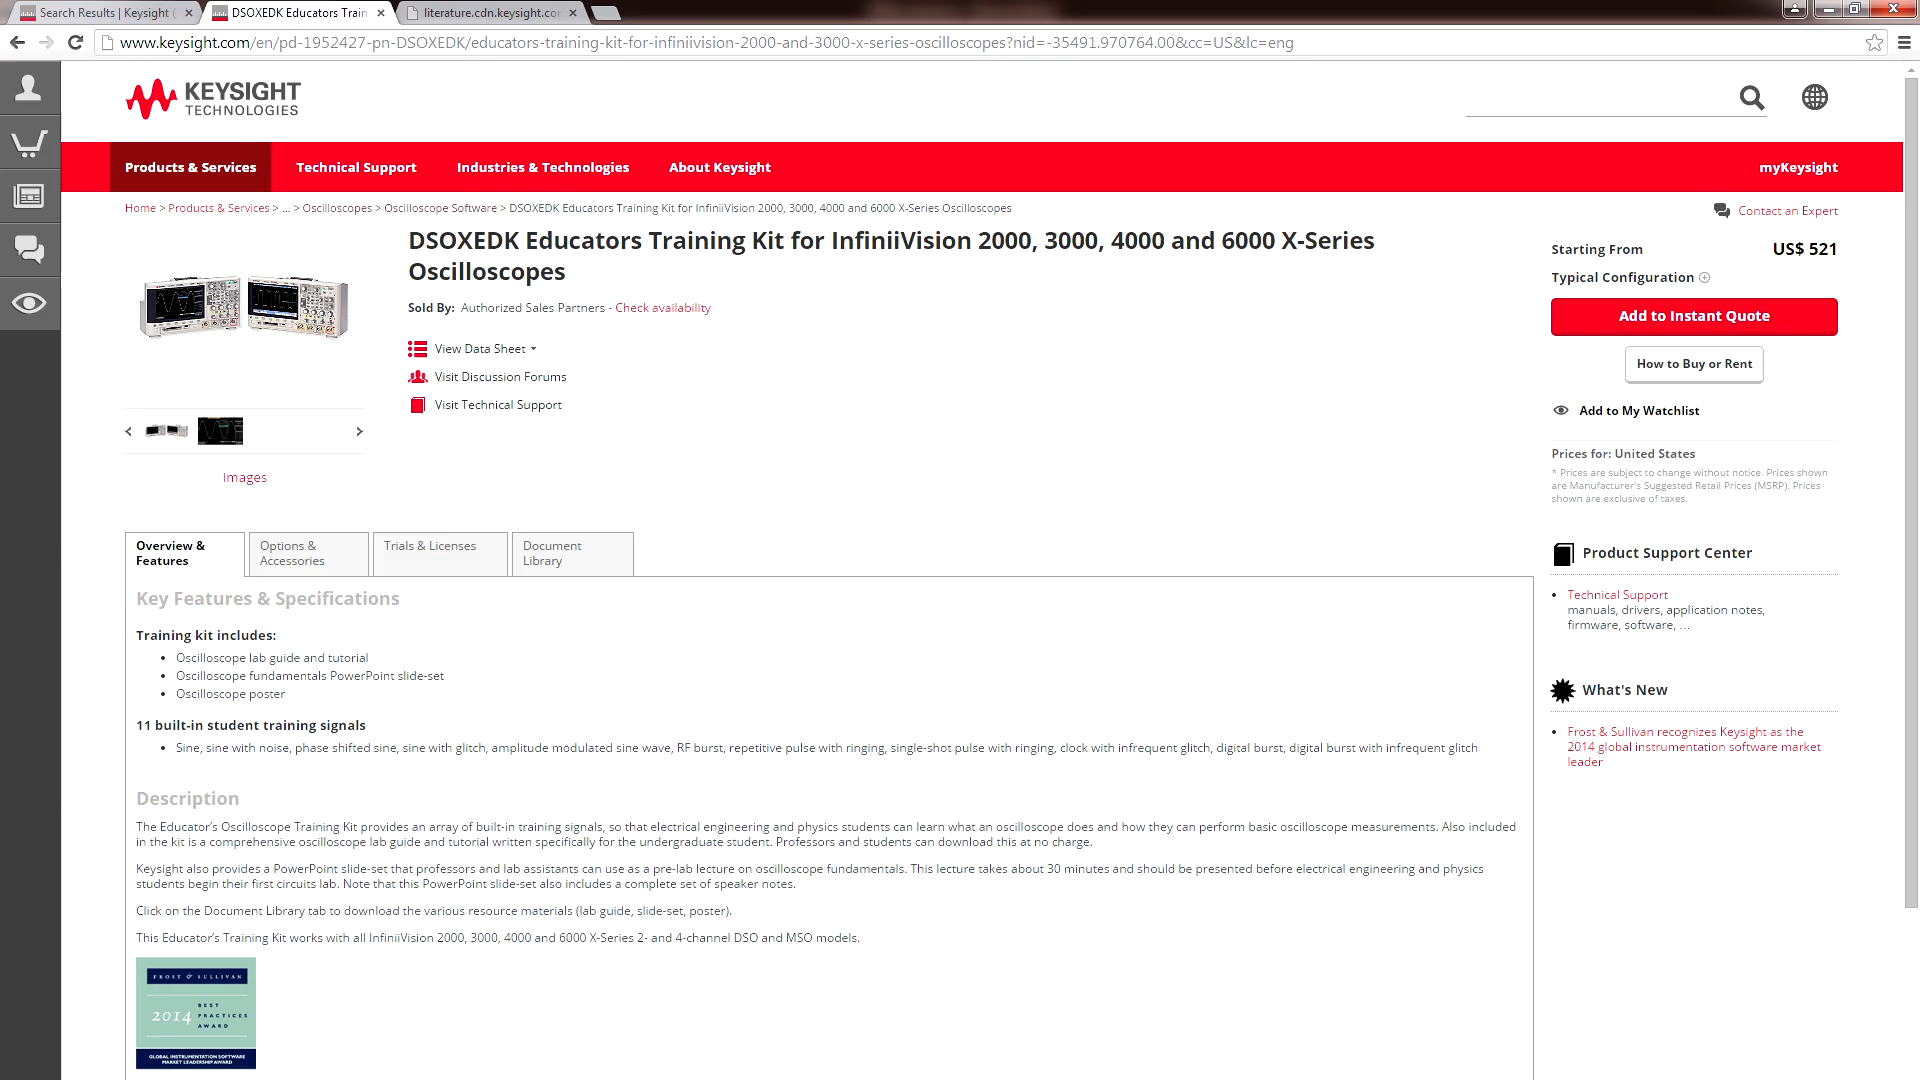 Search Results | Keysight (
DSOXEDK Educators Train
literature.cdn.keysight.co
www.keysight.com/en/pd-1952427-pn-DSOXEDK/educators-training-kit-for-infiniivision-2000-and-3000-x-series-oscilloscopes?nid=-35491.970764.00&cc=US&lc=eng
KEYSIGHT
TECHNOLOGIES
Products & Services
Technical Support
Industries & Technologies
About Keysight
myKeysight
Home > Products & Services > ... > Oscilloscopes > Oscilloscope Software > DSOXEDK Educators Training Kit for InfiniiVision 2000, 3000, 4000 and 6000 X-Series Oscilloscopes
Contact an Expert
DSOXEDK Educators Training Kit for InfiniiVision 2000, 3000, 4000 and 6000 X-Series
Oscilloscopes
Sold By: Authorized Sales Partners - Check availability
View Data Sheet
Visit Discussion Forums
Visit Technical Support
Images
Starting From US$ 521
Typical Configuration
Add to Instant Quote
How to Buy or Rent
Add to My Watchlist
Prices for: United States
* Prices are subject to change without notice. Prices shown
are Manufacturer's Suggested Retail Prices (MSRP). Prices
shown are exclusive of taxes.
Product Support Center
Technical Support
manuals, drivers, application notes,
firmware, software, ...
What's New
Frost & Sullivan recognizes Keysight as the
2014 global instrumentation software market
leader
Overview &
Features
Options &
Accessories
Trials & Licenses
Document
Library
Key Features & Specifications
Training kit includes:
Oscilloscope lab guide and tutorial
Oscilloscope fundamentals PowerPoint slide-set
Oscilloscope poster
11 built-in student training signals
Sine, sine with noise, phase shifted sine, sine with glitch, amplitude modulated sine wave, RF burst, repetitive pulse with ringing, single-shot pulse with ringing, clock with infrequent glitch, digital burst, digital burst with infrequent glitch
Description
The Educator's Oscilloscope Training Kit provides an array of built-in training signals, so that electrical engineering and physics students can learn what an oscilloscope does and how they can perform basic oscilloscope measurements. Also included
in the kit is a comprehensive oscilloscope lab guide and tutorial written specifically for the undergraduate student. Professors and students can download this at no charge.
Keysight also provides a PowerPoint slide-set that professors and lab assistants can use as a pre-lab lecture on oscilloscope fundamentals. This lecture takes about 30 minutes and should be presented before electrical engineering and physics
students begin their first circuits lab. Note that this PowerPoint slide-set also includes a complete set of speaker notes.
Click on the Document Library tab to download the various resource materials (lab guide, slide-set, poster).
This Educator's Training Kit works with all InfiniiVision 2000, 3000, 4000 and 6000 X-Series 2- and 4-channel DSO and MSO models.
FROST & SULLIVAN
2014
BEST
PRACTICES
AWARD
GLOBAL INSTRUMENTATION SOFTWARE
MARKET LEADERSHIP AWARD